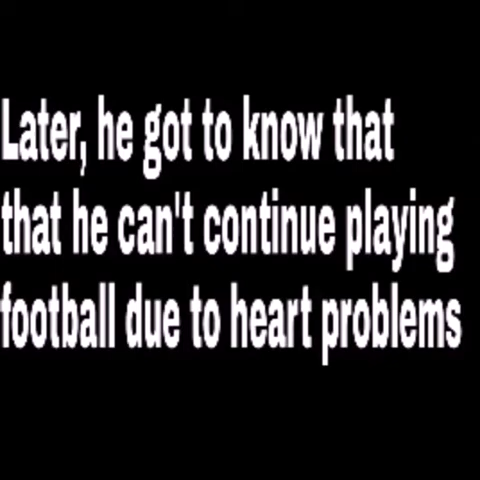 Later, he got to know that
that he can't continue playing
football due to heart problems